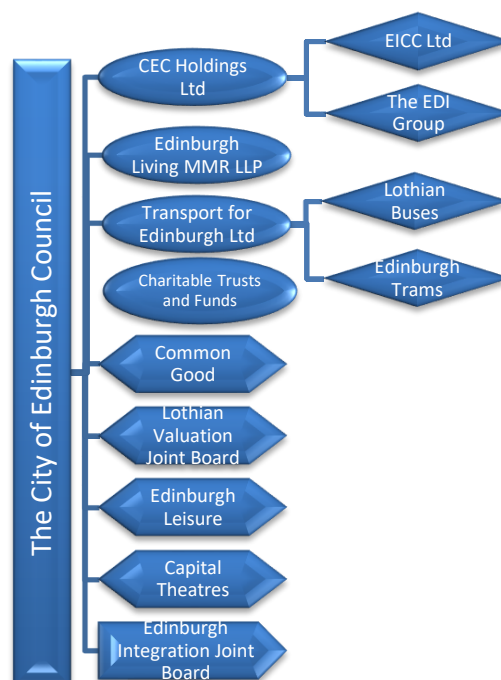 The City of Edinburgh Council
CEC Holdings
Ltd
EICC Ltd
The EDI
Group
Edinburgh
Living MMR LLP
Transport for
Edinburgh Ltd
Lothian
Buses
Edinburgh
Trams
Charitable Trusts
and Funds
Common
Good
Lothian
Valuation
Joint Board
Edinburgh
Leisure
Capital
Theatres
Edinburgh
Integration Joint
Board